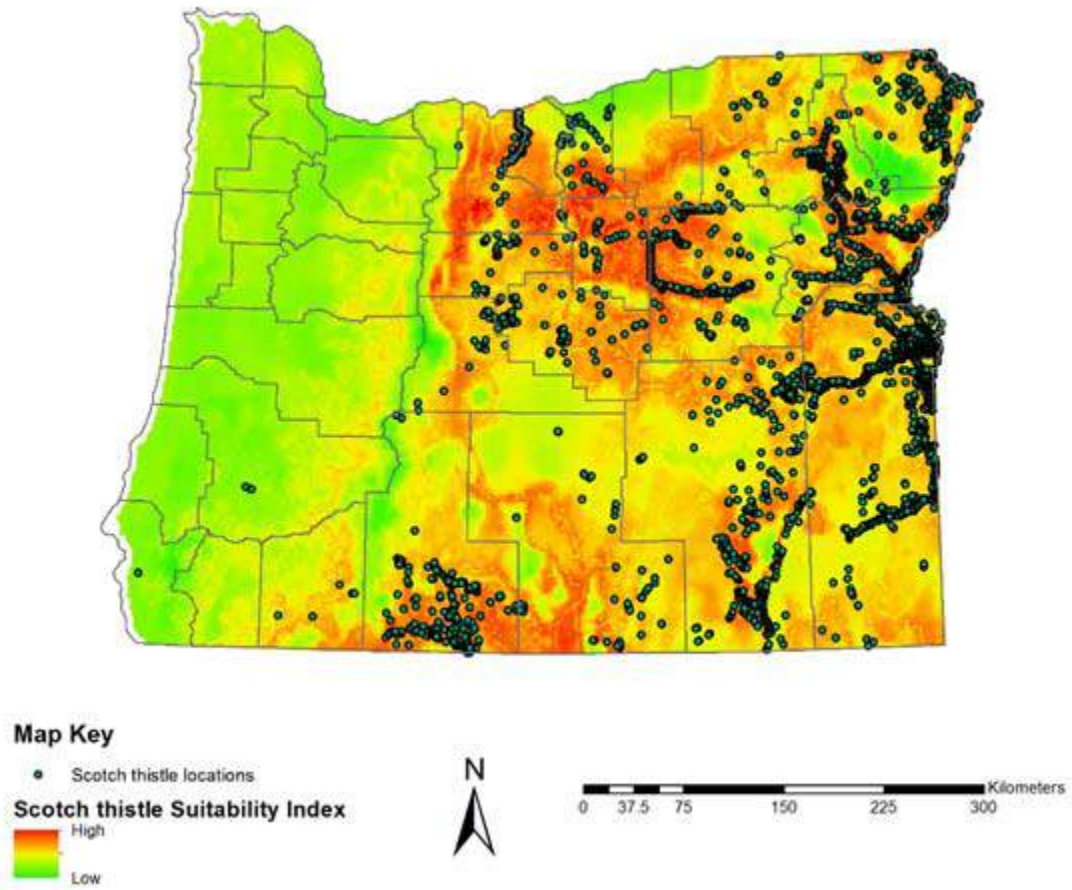 Map Key
Scotch thistle locations
Scotch thistle Suitability Index
High
Low
N
Kilometers
0 37.5 75 150 225 300